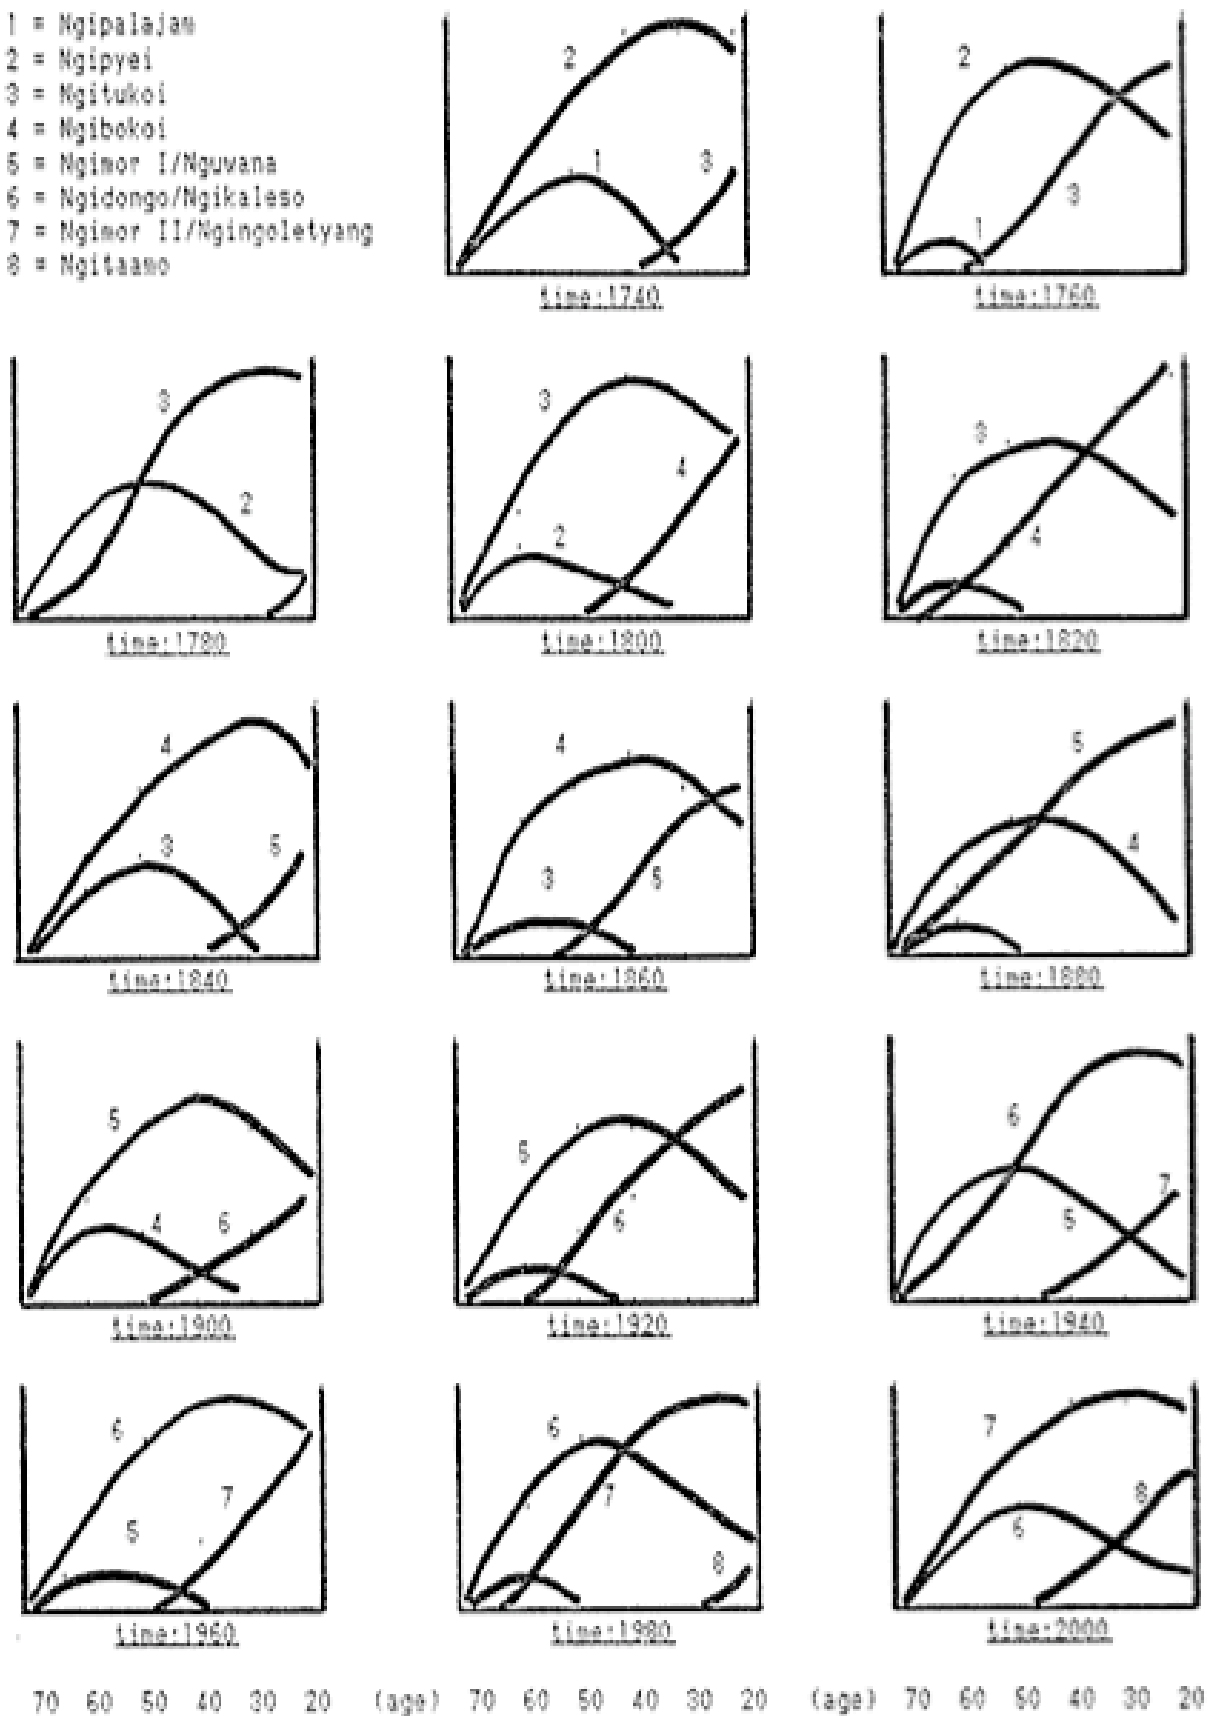 1 = Ngipalajam
2 = Ngipyei
3 = Ngitukoi
4 = Ngibokoi
5 = Ngimor I/Nguwana
6 = Ngidongo/Ngikaleso
7 = Ngimor II/Ngingoletyang
8 = Ngitaamo
2
1
3
time:1740
2
1
3
time:1760
3
2
time:1780
3
4
2
time:1800
3
4
time:1820
4
3
5
time:1840
4
3
5
time:1860
5
4
time:1880
5
4
6
time:1900
5
6
time:1920
6
5
7
time:1940
6
5
7
time:1960
6
7
8
time:1980
7
6
8
time:2000
70 60 50 40 30 20 (age) 70 60 50 40 30 20 (age) 70 60 50 40 30 20